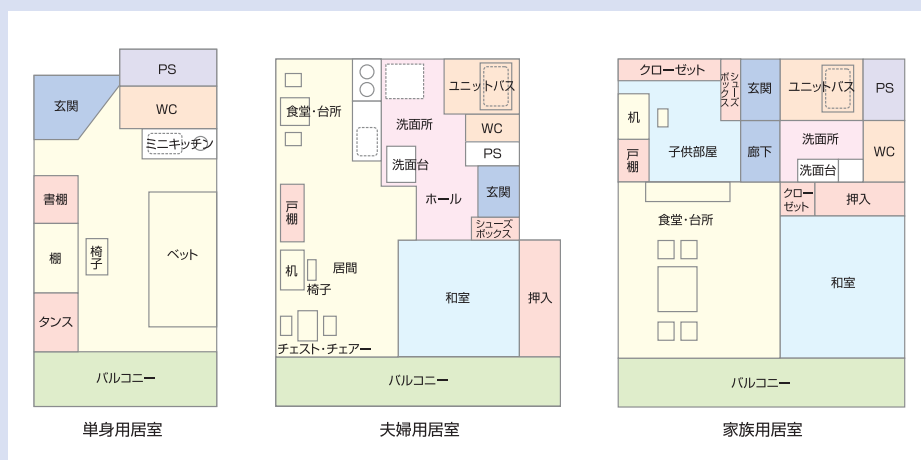 PS
玄関
WC
ミニキッチン
書棚
棚
椅子
ベット
タンス
バルコニー
単身用居室
食堂・台所
ユニットバス
洗面所
WC
PS
洗面台
玄関
ホール
戸棚
シューズ
ボックス
机
居間
椅子
和室
押入
チェスト・チェアー
バルコニー
夫婦用居室
クローゼット
シューズ
ボックス
玄関
ユニットバス
PS
机
子供部屋
廊下
洗面所
WC
戸棚
洗面台
クロー
ゼット
押入
食堂・台所
和室
バルコニー
家族用居室